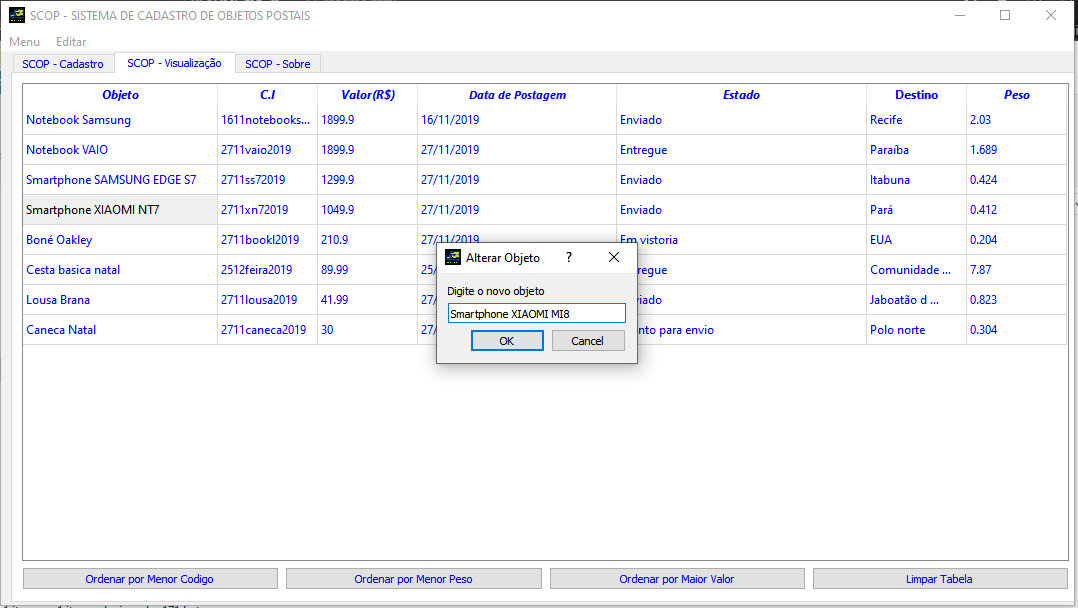 SCOP - SISTEMA DE CADASTRO DE OBJETOS POSTAIS
Menu Editar
SCOP - Cadastro SCOP - Visualização SCOP - Sobre
Objeto C.I Valor(R$) Data de Postagem Estado Destino Peso
Notebook Samsung 1611notebooks... 1899.9 16/11/2019 Enviado Recife 2.03
Notebook VAIO 2711vaio2019 1899.9 27/11/2019 Entregue Paraíba 1.689
Smartphone SAMSUNG EDGE S7 2711ss72019 1299.9 27/11/2019 Enviado Itabuna 0.424
Smartphone XIAOMI NT7 2711xn72019 1049.9 27/11/2019 Enviado Pará 0.412
Boné Oakley 2711bookl2019 210.9 27/11/2019 Em vistoria EUA 0.204
Cesta basica natal 2512feira2019 89.99 25/ regue Comunidade ... 7.87
Lousa Brana 2711lousa2019 41.99 27/ iado Jaboatão d ... 0.823
Caneca Natal 2711caneca2019 30 27/ nto para envio Polo norte 0.304
Alterar Objeto ?
Digite o novo objeto
Smartphone XIAOMI MI8
OK Cancel
Ordenar por Menor Codigo Ordenar por Menor Peso Ordenar por Maior Valor Limpar Tabela